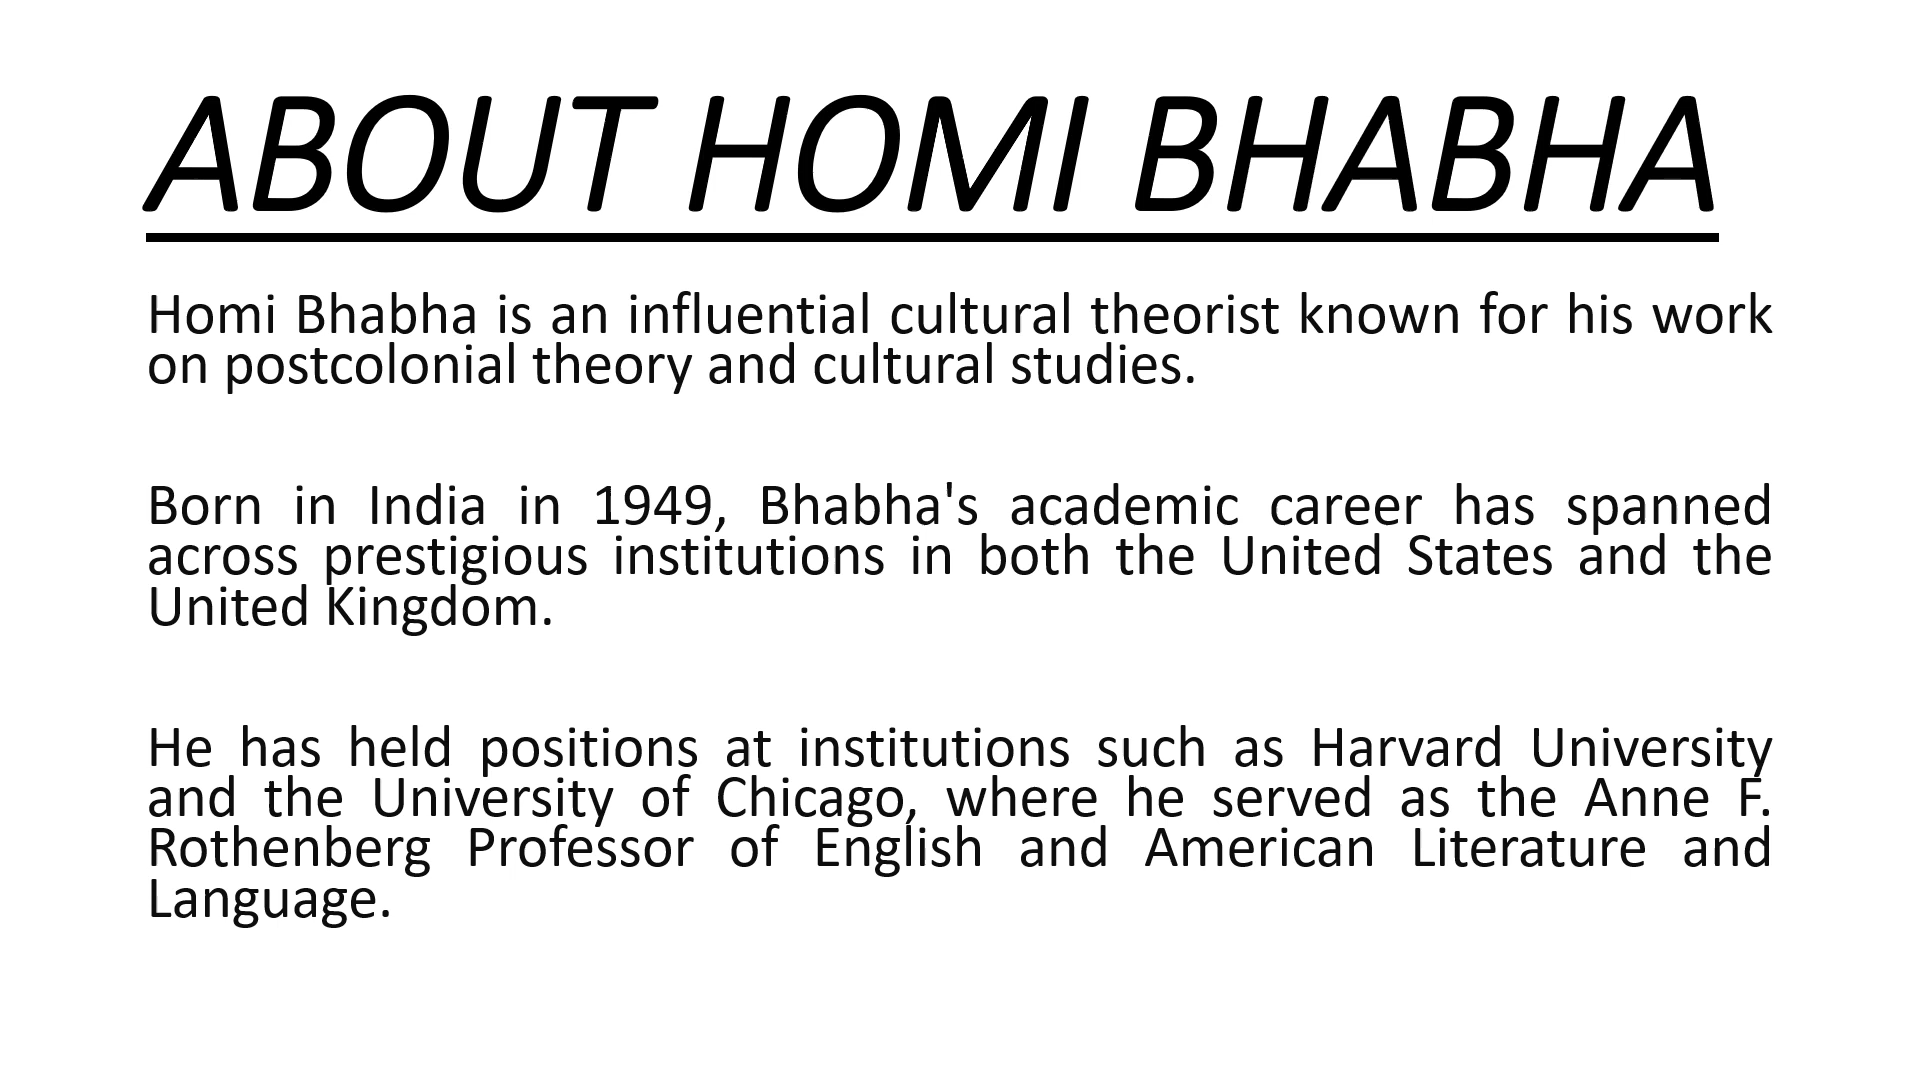 ABOUT HOMI BHABHA
Homi Bhabha is an influential cultural theorist known for his work
on postcolonial theory and cultural studies.
Born in India in 1949, Bhabha's academic career has spanned
across prestigious institutions in both the United States and the
United Kingdom.
He has held positions at institutions such as Harvard University
and the University of Chicago, where he served as the Anne F.
Rothenberg Professor of English and American Literature and
Language.